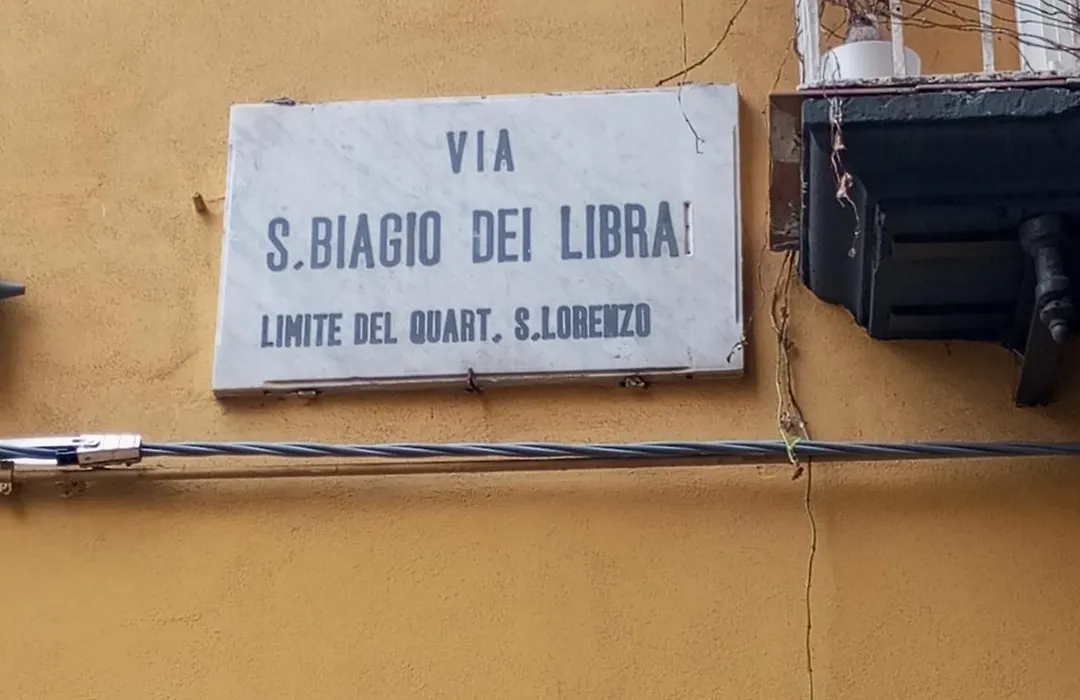 VIA
S. BIAGIO DEI LIBRAI
LIMITE DEL QUART. S. LORENZO